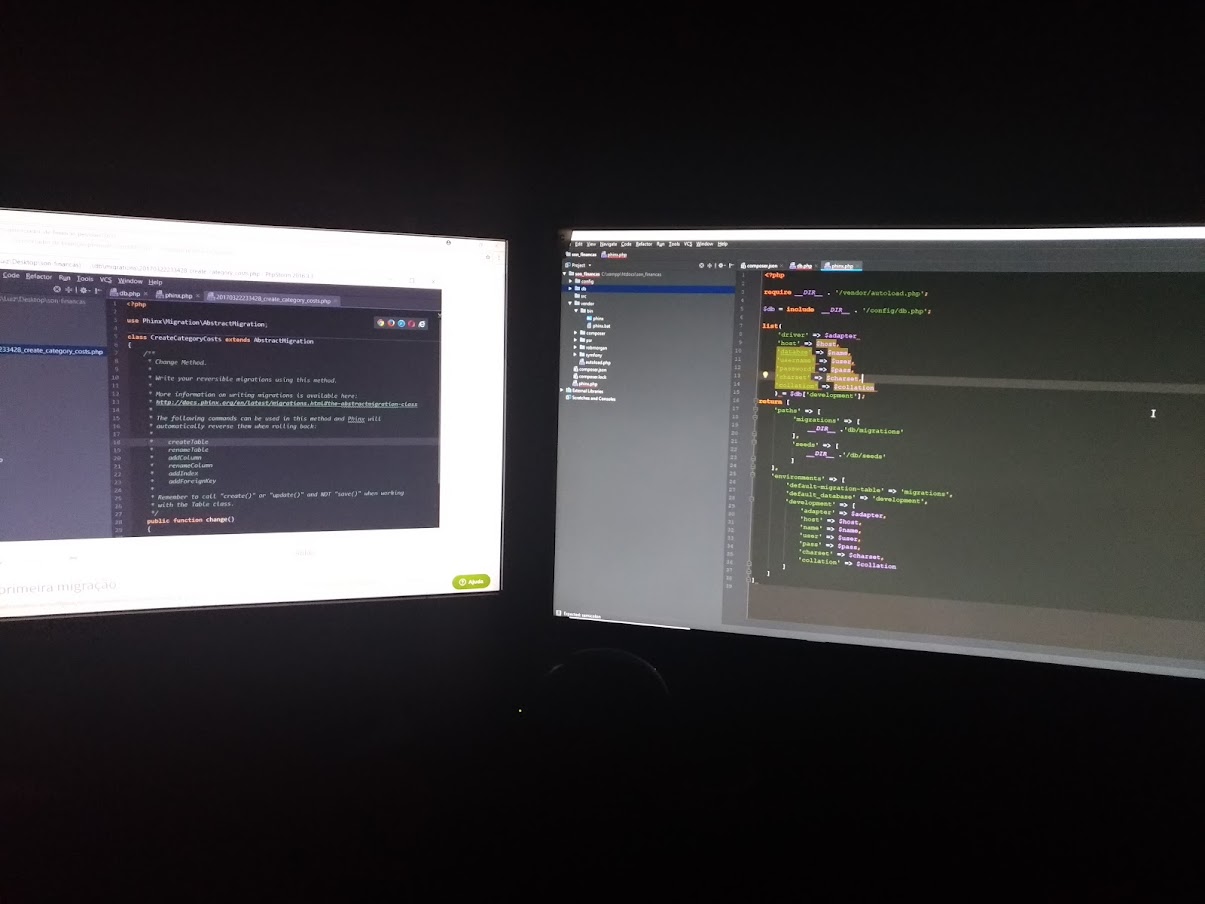 Code Refactor Run Tools VCS Window Help
db.php phinx.php 20170322233428_create_category_costs.php
233428_create_category_costs.php
<?php
use Phinx\Migration\AbstractMigration;
class CreateCategoryCosts extends AbstractMigration
{
/**
* Change Method.
*
* Write your reversible migrations using this method.
*
* More information on writing migrations is available here:
* http://docs.phinx.org/en/latest/migrations.html#the-abstractmigration-class
*
* The following commands can be used in this method and Phinx will
* automatically reverse them when rolling back:
*
* createTable
* renameTable
* addColumn
* renameColumn
* addIndex
* addForeignKey
*
* Remember to call "create()" or "update()" and NOT "save()" when working
* with the Table class.
*/
public function change()
{
primeira migração
Ajuda
Edit View Navigate Code Refactor Run Tools VCS Window Help
son_financas phinx.php
Project
composer.json db.php phinx.php
son_financas
config
db
src
vendor
bin
phinx
phinx.bat
composer
psr
robmorgan
symfony
autoload.php
composer.json
composer.lock
phinx.php
External Libraries
Scratches and Consoles
<?php
require __DIR__ . '/vendor/autoload.php';
$db = include __DIR__ . '/config/db.php';
list(
'driver' => $adapter,
'host' => $host,
'database' => $name,
'username' => $user,
'password' => $pass,
'charset' => $charset,
'collation' => $collation
) = $db['development'];
return [
'paths' => [
'migrations' => [
__DIR__ .'db/migrations'
],
'seeds' => [
__DIR__ .'/db/seeds'
]
],
'environments' => [
'default-migration-table' => 'migrations',
'default_database' => 'development',
'development' => [
'adapter' => $adapter,
'host' => $host,
'name' => $name,
'user' => $user,
'pass' => $pass,
'charset' => $charset,
'collation' => $collation
]
]
]
Expected: semicolon